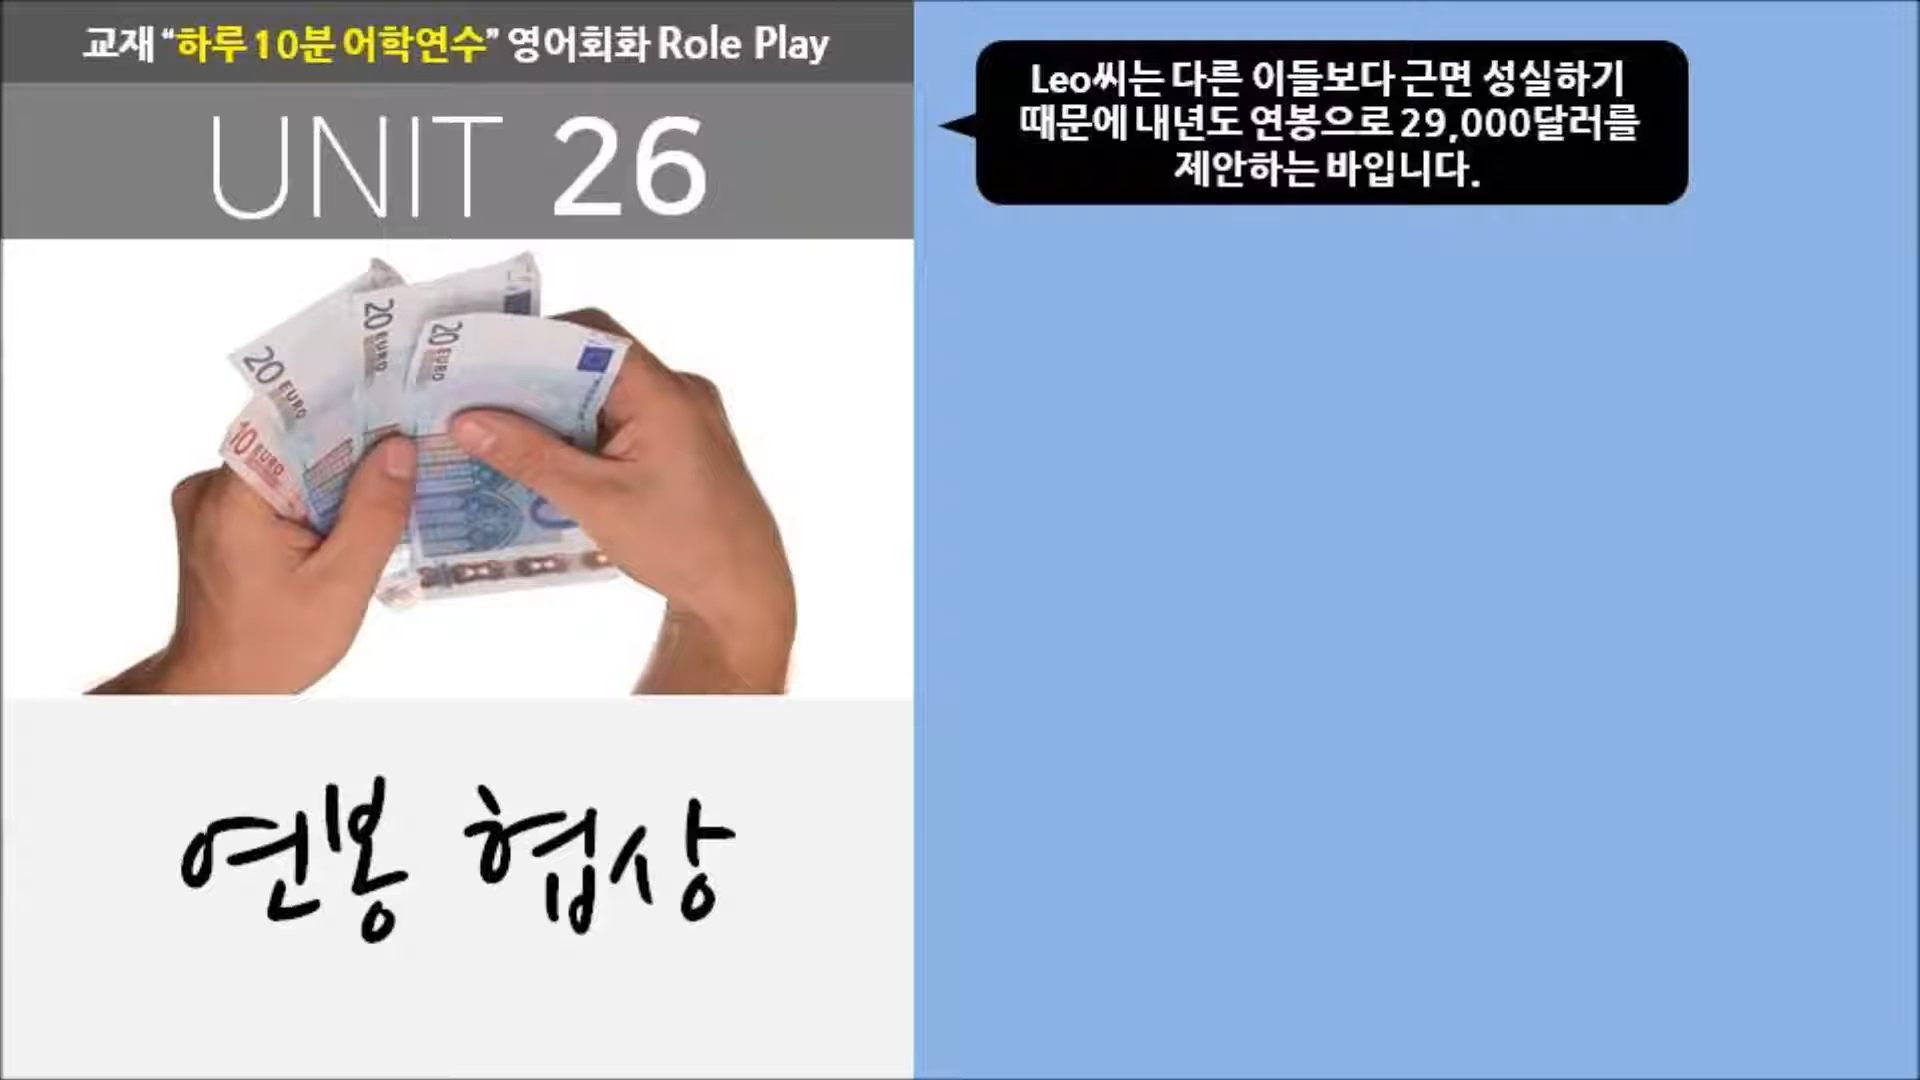 교재 “하루 10분 어학연수” 영어회화 Role Play
UNIT 26
20 EURO
20 EURO
20 EURO
10 EURO
연봉 협상
Leo씨는 다른 이들보다 근면 성실하기
때문에 내년도 연봉으로 29,000달러를
제안하는 바입니다.